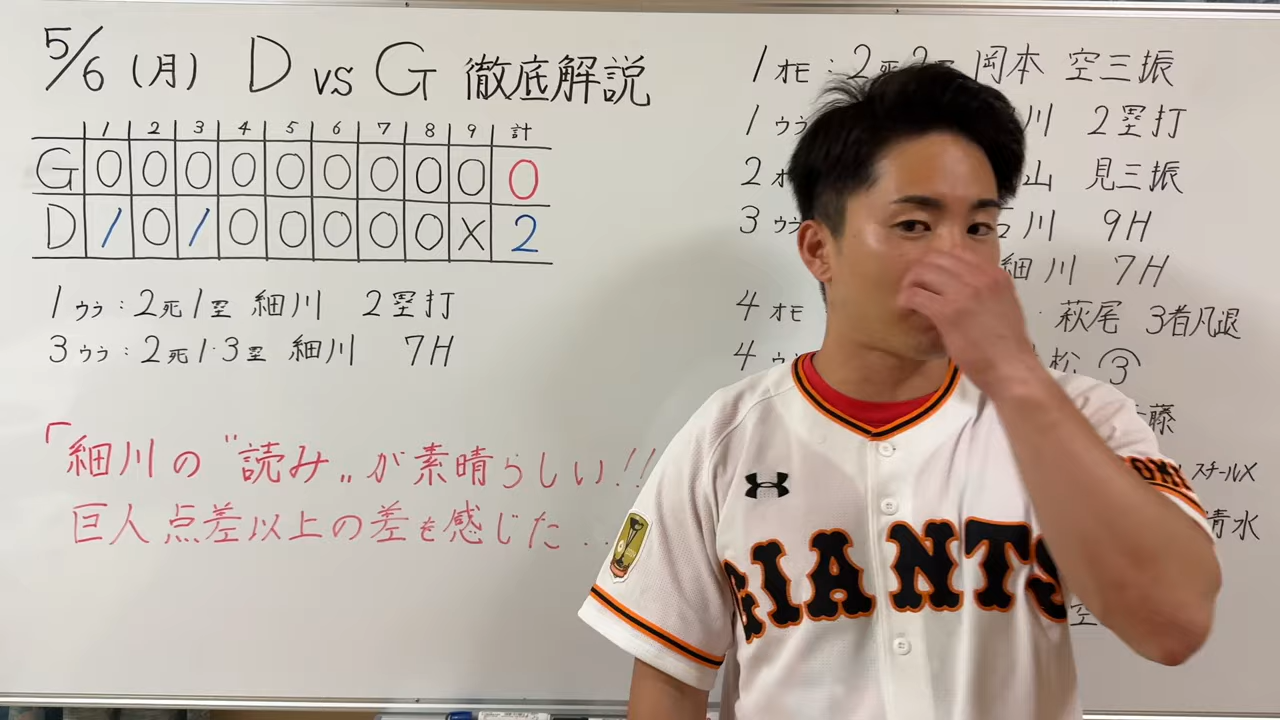 5/6(月) D vs G 徹底解説
1 2 3 4 5 6 7 8 9 計
G 0 0 0 0 0 0 0 0 0 0
D 1 0 1 0 0 0 0 0 X 2
1ウラ:2死1塁 細川 2塁打
3ウラ:2死1・3塁 細川 7H
「細川の〝読み〟が素晴らしい!!
巨人点差以上の差を感じた...
1オモ:2死2 岡本 空三振
1ウラ 川 2塁打
2オ 山 見三振
3ウラ 石川 9H
細川 7H
4オモ 萩尾 3者凡退
4ウ 松 ③
藤
スチールX
清水
空
GIANTS